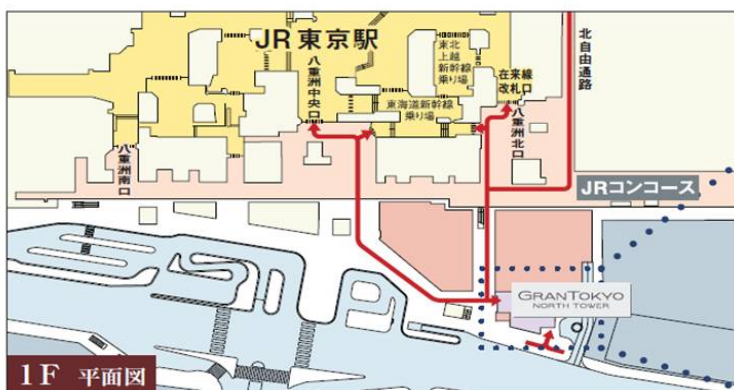 JR東京駅
八重洲中央口
東北
上越
新幹線
乗り場
在来線
改札口
北自由通路
東海道新幹線
乗り場
八重洲北口
八重洲南口
JRコンコース
GRANTOKYO
NORTH TOWER
1F 平面図